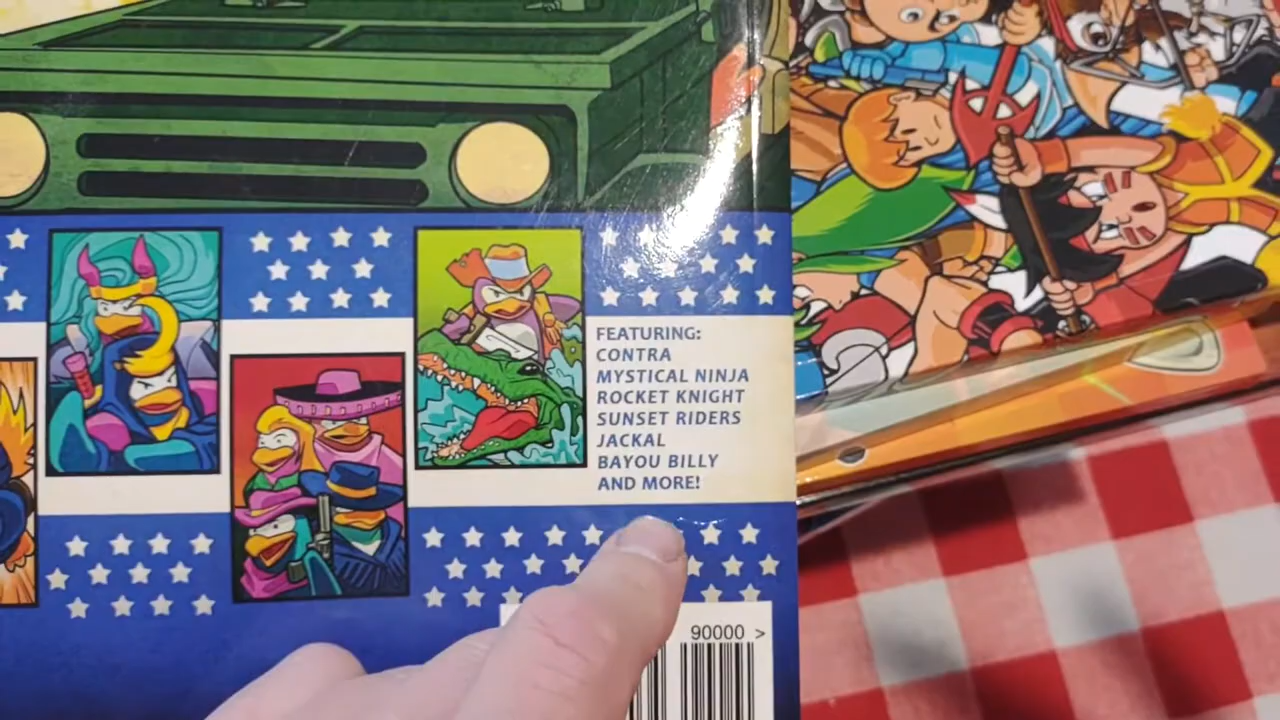 FEATURING:
CONTRA
MYSTICAL NINJA
ROCKET KNIGHT
SUNSET RIDERS
JACKAL
BAYOU BILLY
AND MORE!
90000 >